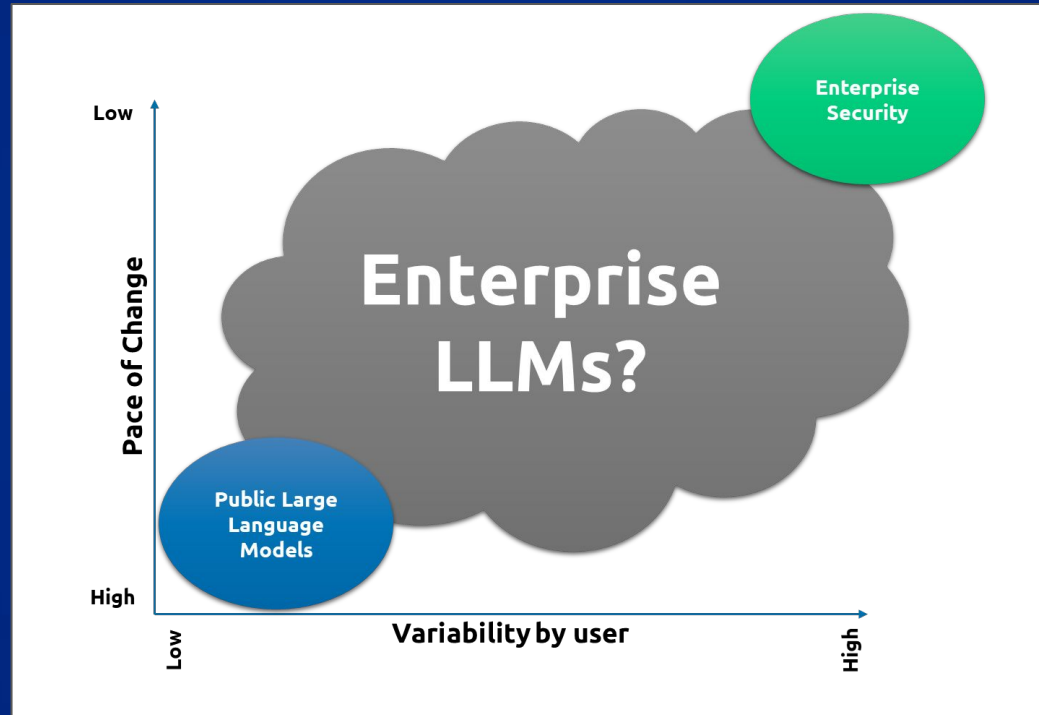 Enterprise
Security
Low
Enterprise
LLMs?
Pace of Change
Public Large
Language
Models
High
Low
Variability by user
High